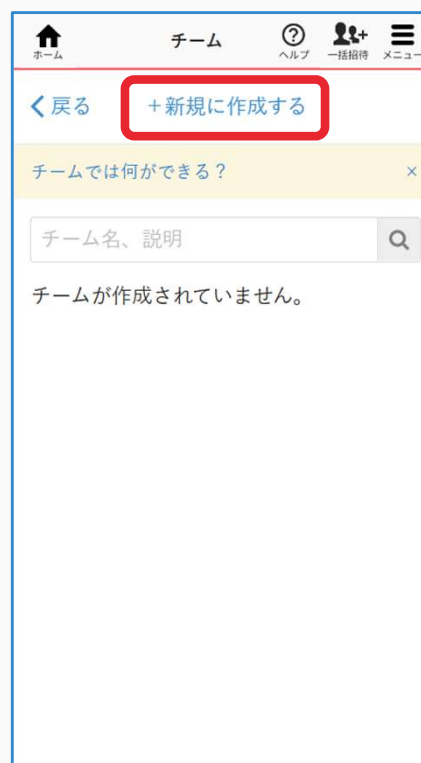 チーム
ホーム
ヘルプ
一括招待
メニュー
戻る
+新規に作成する
チームでは何ができる？
×
チーム名、説明
チームが作成されていません。